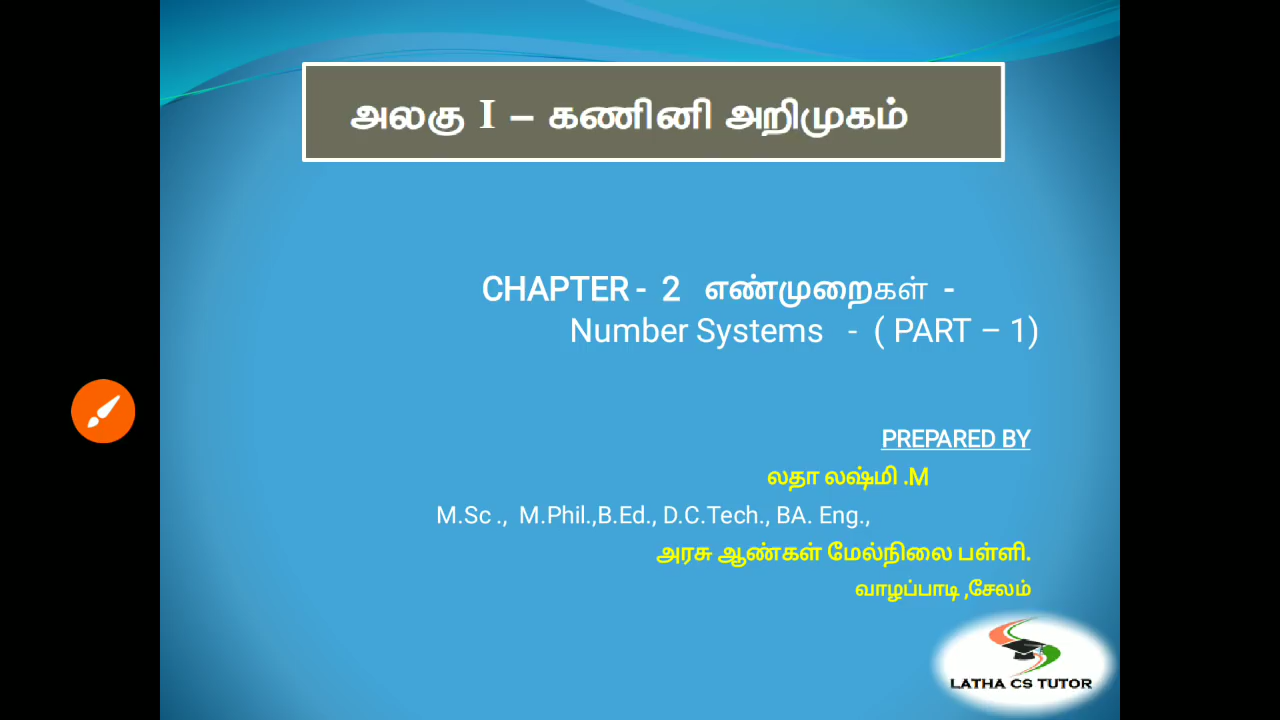 அலகு I – கணினி அறிமுகம்
CHAPTER - 2 எண்முறைகள் -
Number Systems - ( PART – 1)
PREPARED BY
லதா லஷ்மி .M
M.Sc ., M.Phil.,B.Ed., D.C.Tech., BA. Eng.,
அரசு ஆண்கள் மேல்நிலை பள்ளி.
வாழப்பாடி ,சேலம்
LATHA CS TUTOR